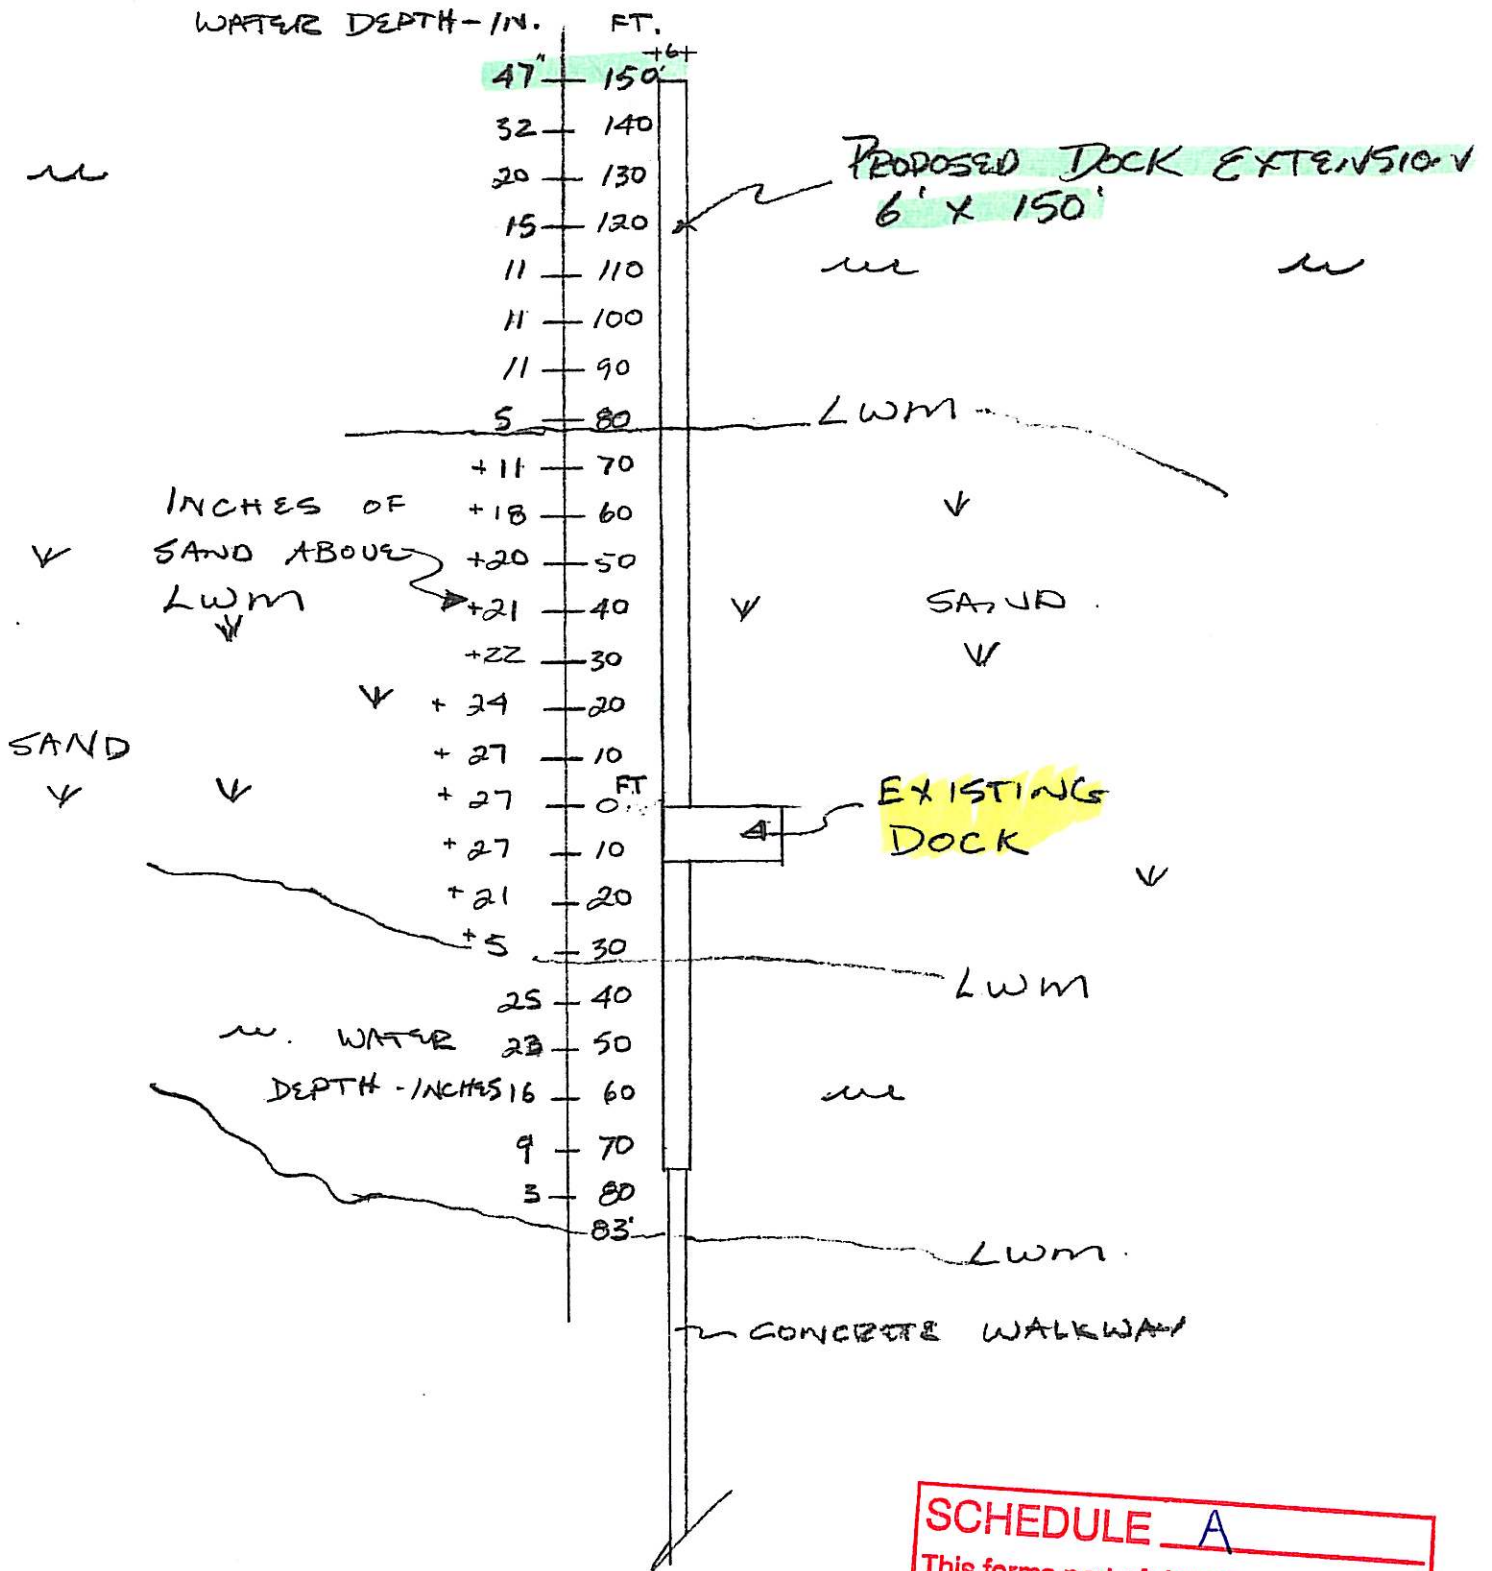 WATER DEPTH-IN. FT.
6
47" 150'
32 140
PROPOSED DOCK EXTENSION
20 130
6' X 150'
15 120
11 110
11 100
11 90
5 80
LWM
+11 70
INCHES OF +18 60
SAND ABOVE +20 50
LWM +21 40 SAND
+22 30
+24 20
SAND +27 10
+27 0 FT EXISTING
DOCK
+27 10
+21 20
+5 30
LWM
25 40
WATER 23 50
DEPTH-INCHES 16 60
9 70
3 80
83'
LWM
CONCRETE WALKWAY
SCHEDULE A
This forms part of